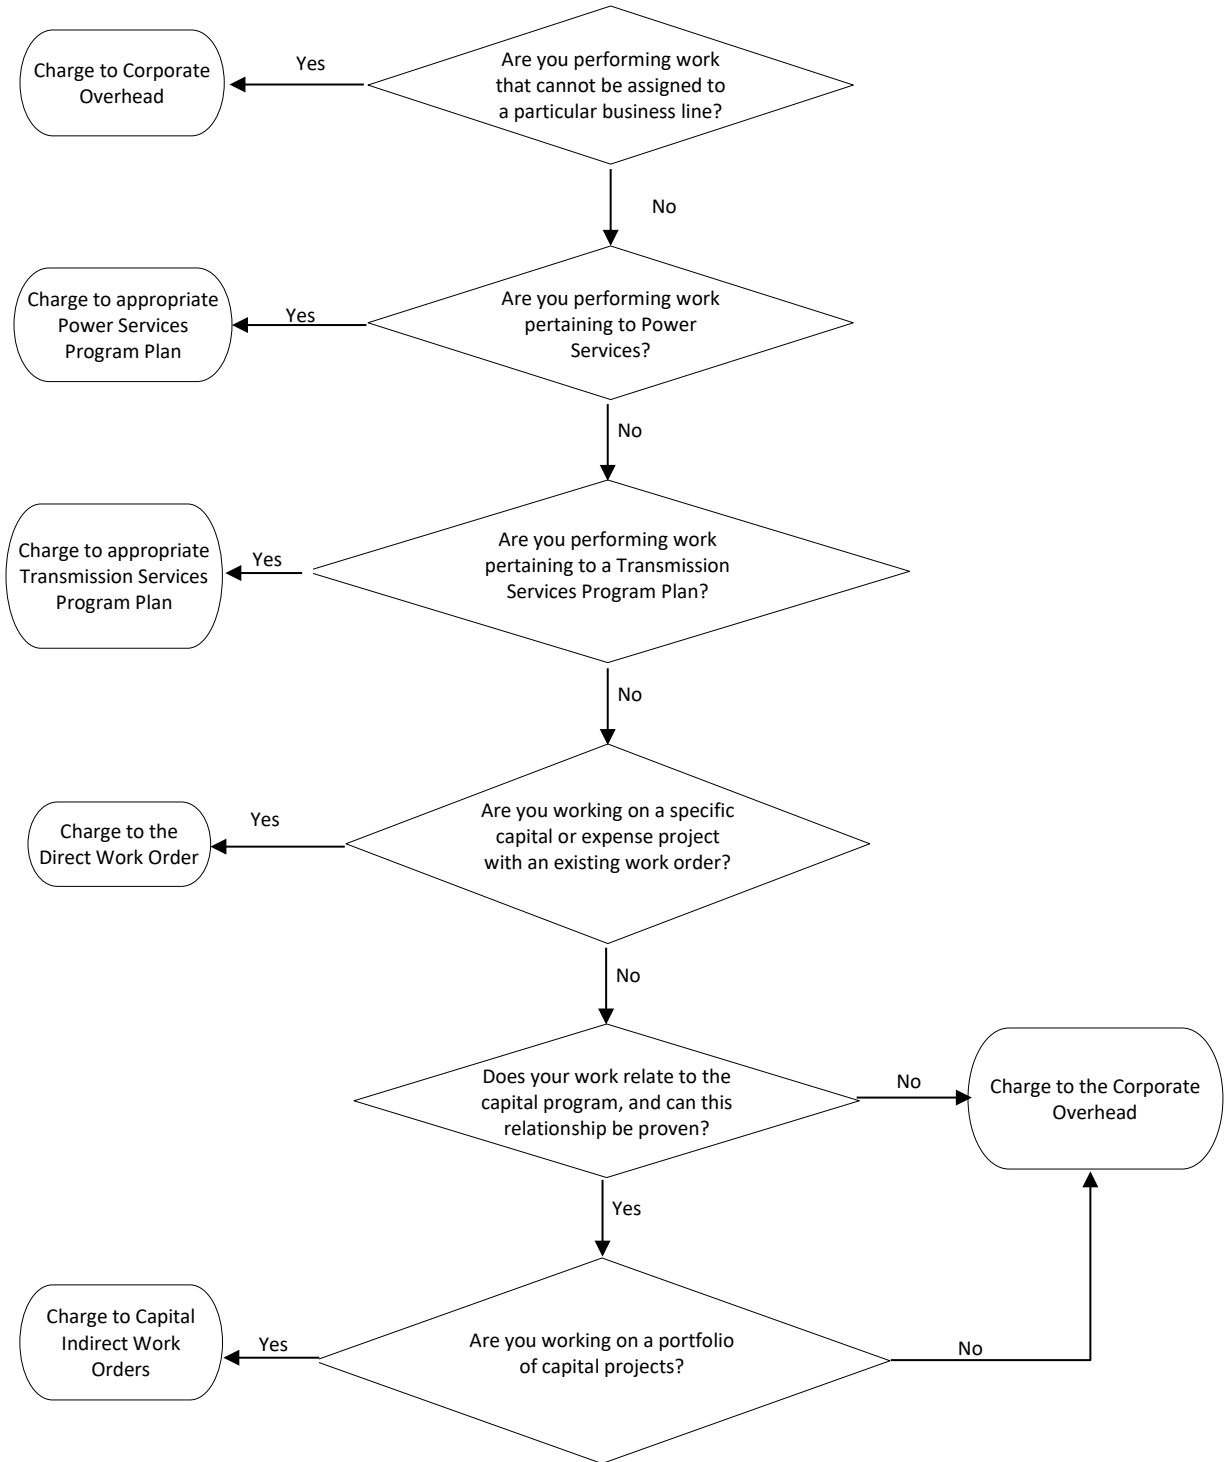 Are you performing work
that cannot be assigned to
a particular business line?
Yes
Charge to Corporate
Overhead
No
Are you performing work
pertaining to Power
Services?
Yes
Charge to appropriate
Power Services
Program Plan
No
Are you performing work
pertaining to a Transmission
Services Program Plan?
Yes
Charge to appropriate
Transmission Services
Program Plan
No
Are you working on a specific
capital or expense project
with an existing work order?
Yes
Charge to the
Direct Work Order
No
Does your work relate to the
capital program, and can this
relationship be proven?
No
Charge to the Corporate
Overhead
Yes
Are you working on a portfolio
of capital projects?
Yes
Charge to Capital
Indirect Work
Orders
No